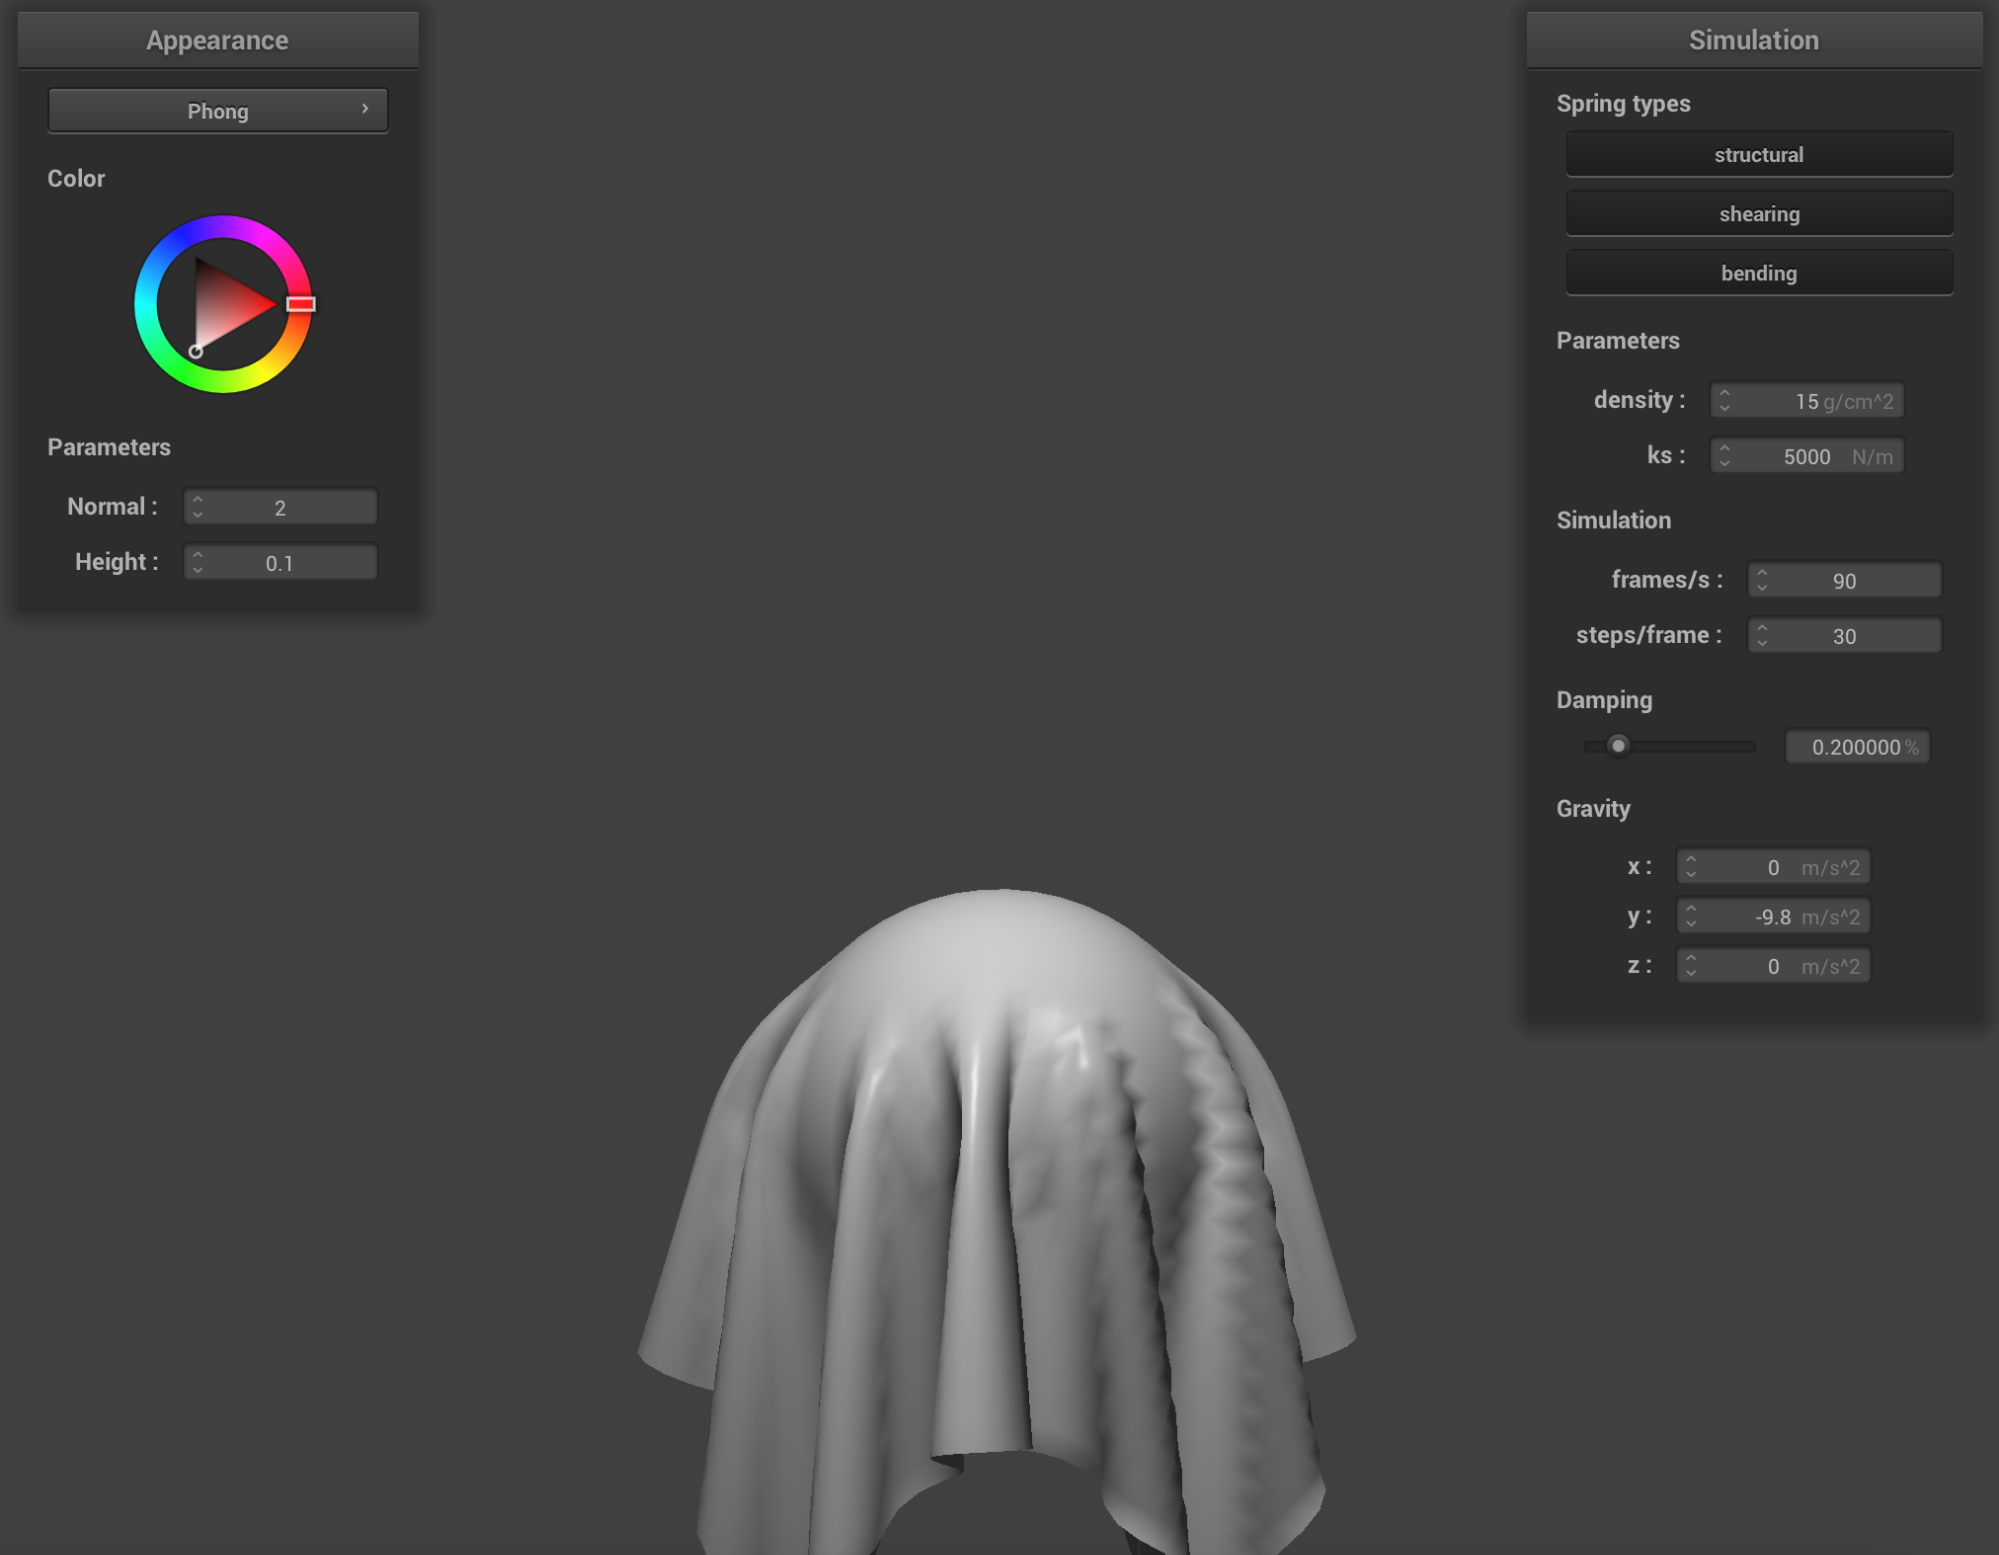 Appearance
Phong
Color
Parameters
Normal : 2
Height : 0.1
Simulation
Spring types
structural
shearing
bending
Parameters
density : 15 g/cm^2
ks : 5000 N/m
Simulation
frames/s : 90
steps/frame : 30
Damping
0.200000 %
Gravity
x : 0 m/s^2
y : -9.8 m/s^2
z : 0 m/s^2